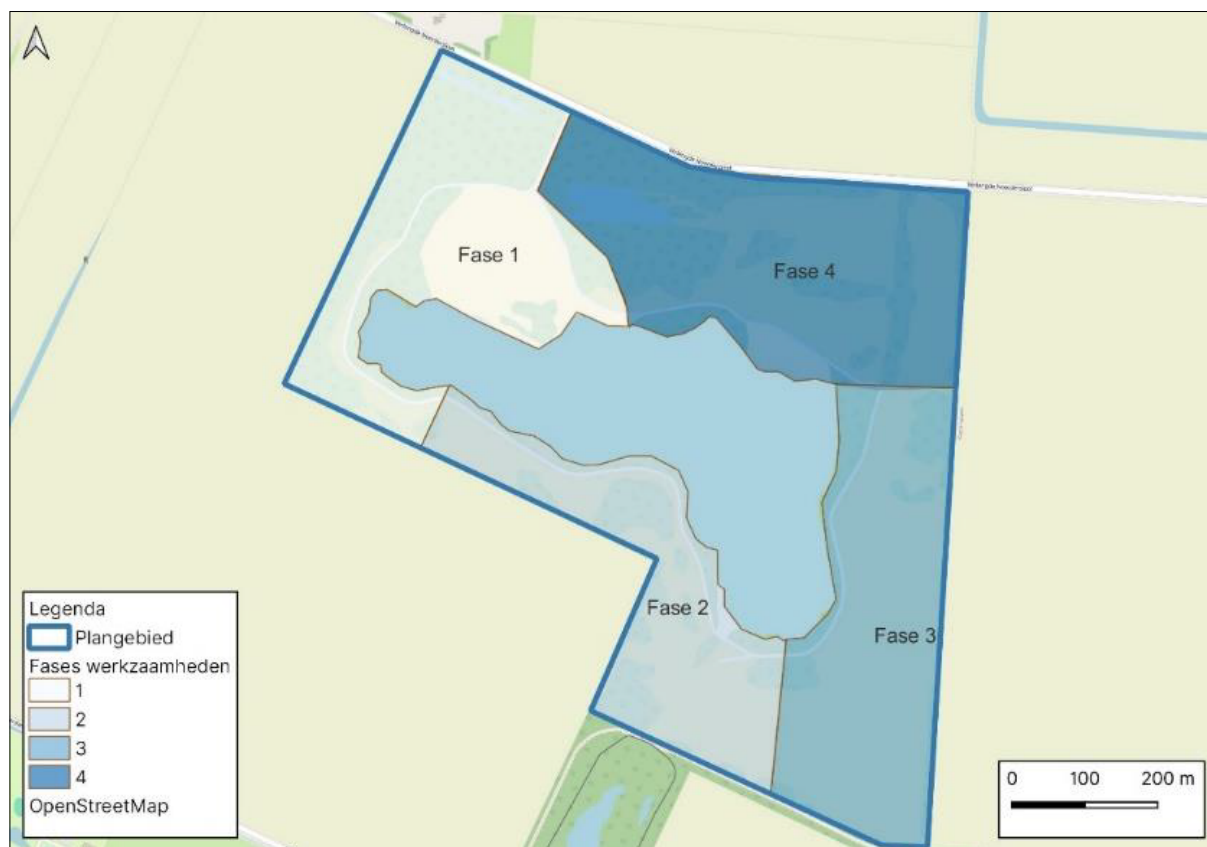 Fase 1
Fase 4
Fase 2
Fase 3
Legenda
Plangebied
Fases werkzaamheden
1
2
3
4
OpenStreetMap
0 100 200 m